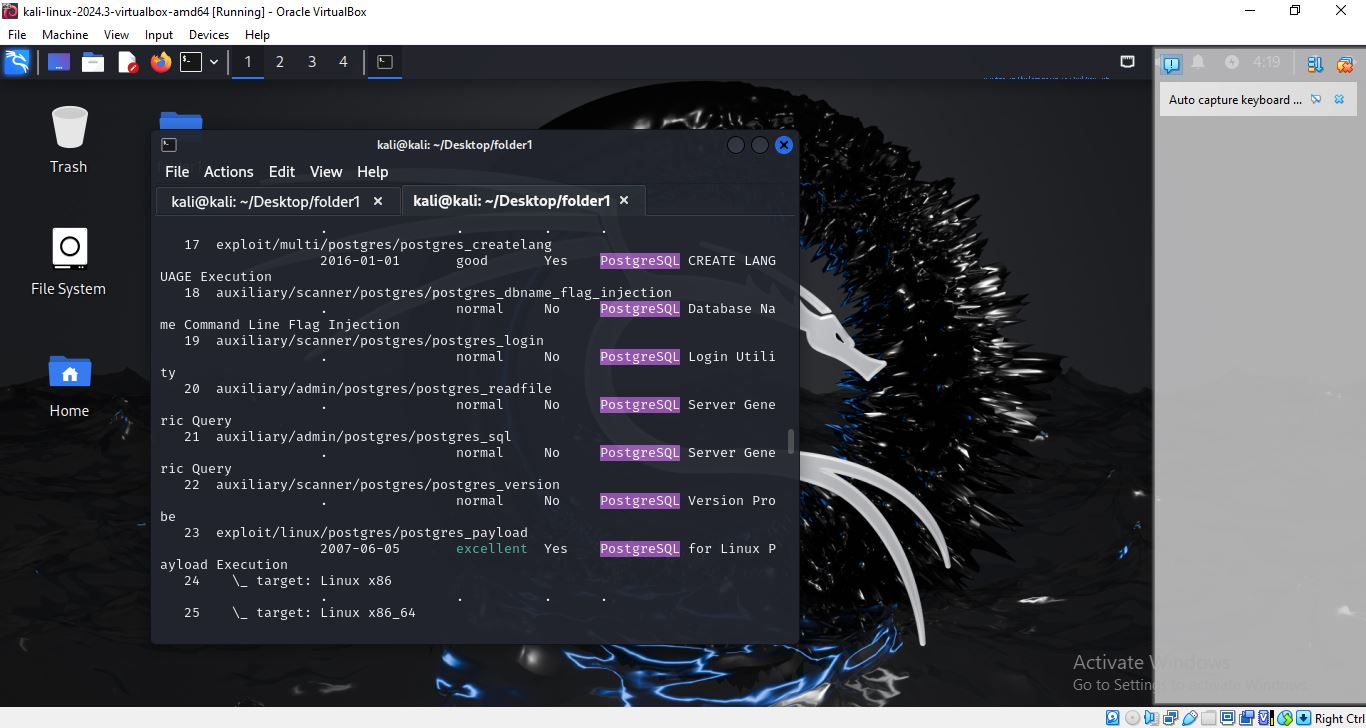 kali-linux-2024.3-virtualbox-amd64 [Running] - Oracle VirtualBox
File Machine View Input Devices Help
1 2 3 4
4:19
Auto capture keyboard ...
Trash
File System
Home
kali@kali: ~/Desktop/folder1
File Actions Edit View Help
kali@kali: ~/Desktop/folder1 × kali@kali: ~/Desktop/folder1 ×
. . . .
17 exploit/multi/postgres/postgres_createlang
2016-01-01 good Yes PostgreSQL CREATE LANG
UAGE Execution
18 auxiliary/scanner/postgres/postgres_dbname_flag_injection
. normal No PostgreSQL Database Na
me Command Line Flag Injection
19 auxiliary/scanner/postgres/postgres_login
. normal No PostgreSQL Login Utili
ty
20 auxiliary/admin/postgres/postgres_readfile
. normal No PostgreSQL Server Gene
ric Query
21 auxiliary/admin/postgres/postgres_sql
. normal No PostgreSQL Server Gene
ric Query
22 auxiliary/scanner/postgres/postgres_version
. normal No PostgreSQL Version Pro
be
23 exploit/linux/postgres/postgres_payload
2007-06-05 excellent Yes PostgreSQL for Linux P
ayload Execution
24 \_ target: Linux x86
. . . .
25 \_ target: Linux x86_64
Activate Windows
Go to Settings to activate Windows.
Right Ctrl